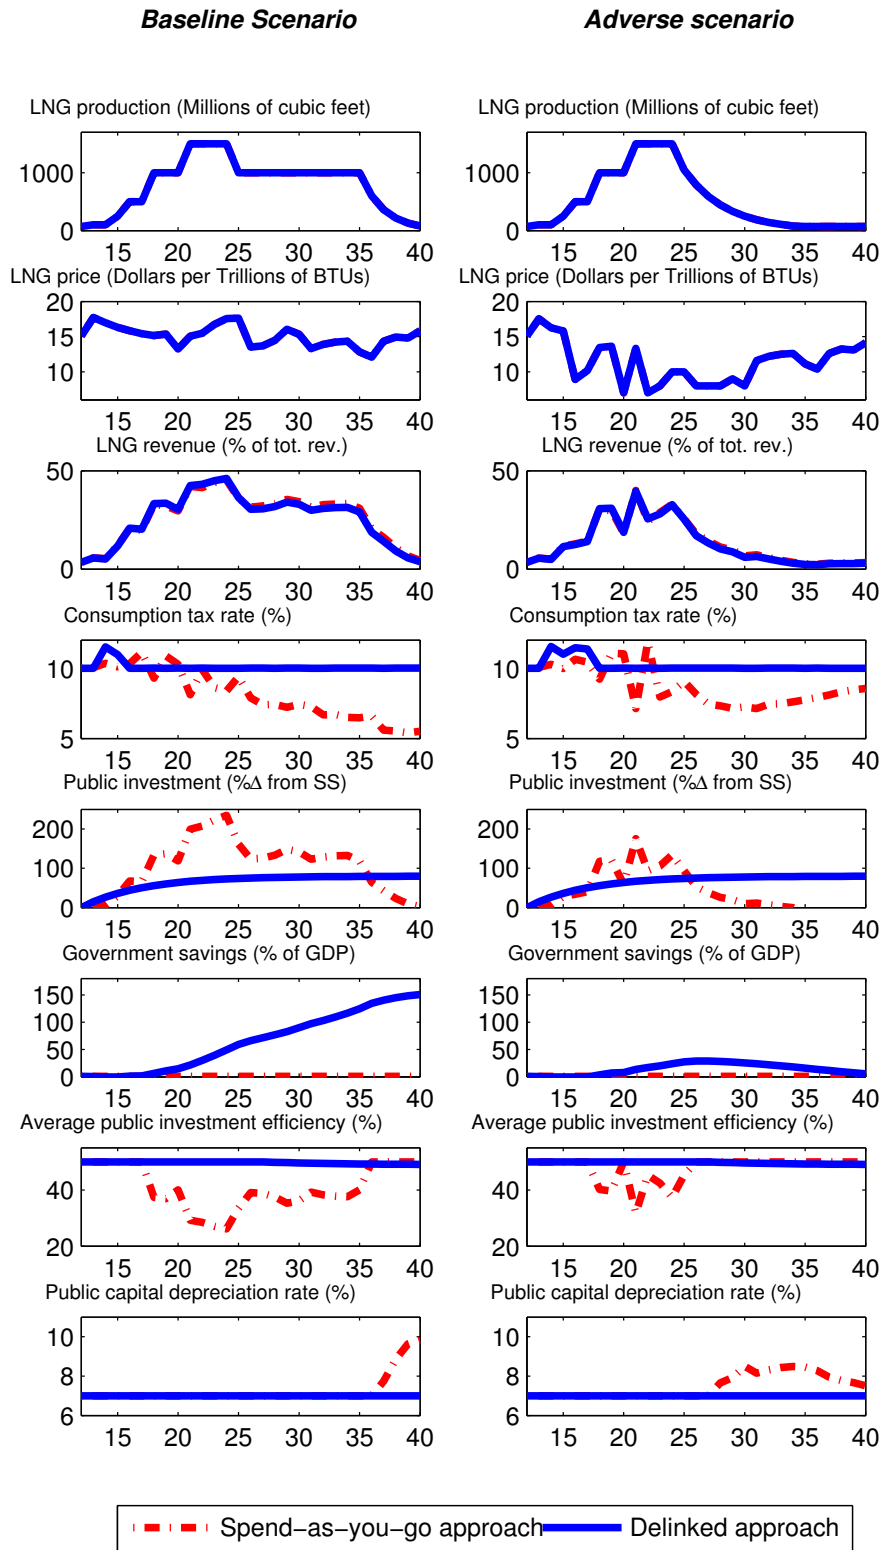 Baseline Scenario
Adverse scenario
LNG production (Millions of cubic feet)
1000
0
15 20 25 30 35 40
LNG production (Millions of cubic feet)
1000
0
15 20 25 30 35 40
LNG price (Dollars per Trillions of BTUs)
20
15
10
15 20 25 30 35 40
LNG price (Dollars per Trillions of BTUs)
20
15
10
15 20 25 30 35 40
LNG revenue (% of tot. rev.)
50
0
15 20 25 30 35 40
LNG revenue (% of tot. rev.)
50
0
15 20 25 30 35 40
Consumption tax rate (%)
10
5
15 20 25 30 35 40
Consumption tax rate (%)
10
5
15 20 25 30 35 40
Public investment (%Δ from SS)
200
100
0
15 20 25 30 35 40
Public investment (%Δ from SS)
200
100
0
15 20 25 30 35 40
Government savings (% of GDP)
150
100
50
0
15 20 25 30 35 40
Government savings (% of GDP)
150
100
50
0
15 20 25 30 35 40
Average public investment efficiency (%)
40
20
15 20 25 30 35 40
Average public investment efficiency (%)
40
20
15 20 25 30 35 40
Public capital depreciation rate (%)
10
8
6
15 20 25 30 35 40
Public capital depreciation rate (%)
10
8
6
15 20 25 30 35 40
Spend−as−you−go approach
Delinked approach